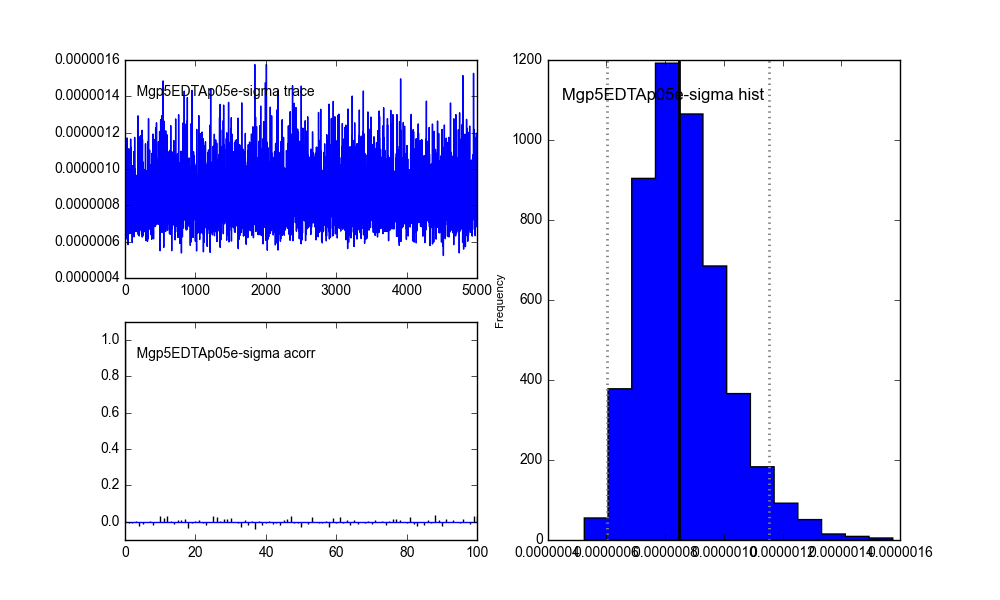 0.0000016
0.0000014
0.0000012
0.0000010
0.0000008
0.0000006
0.0000004
Mgp5EDTAp05e-sigma trace
0 1000 2000 3000 4000 5000
1.0
0.8
0.6
0.4
0.2
0.0
Mgp5EDTAp05e-sigma acorr
0 20 40 60 80 100
1200
1000
800
600
400
200
0
Frequency
Mgp5EDTAp05e-sigma hist
0.0000004 0.0000006 0.0000008 0.0000010 0.0000012 0.0000014 0.0000016